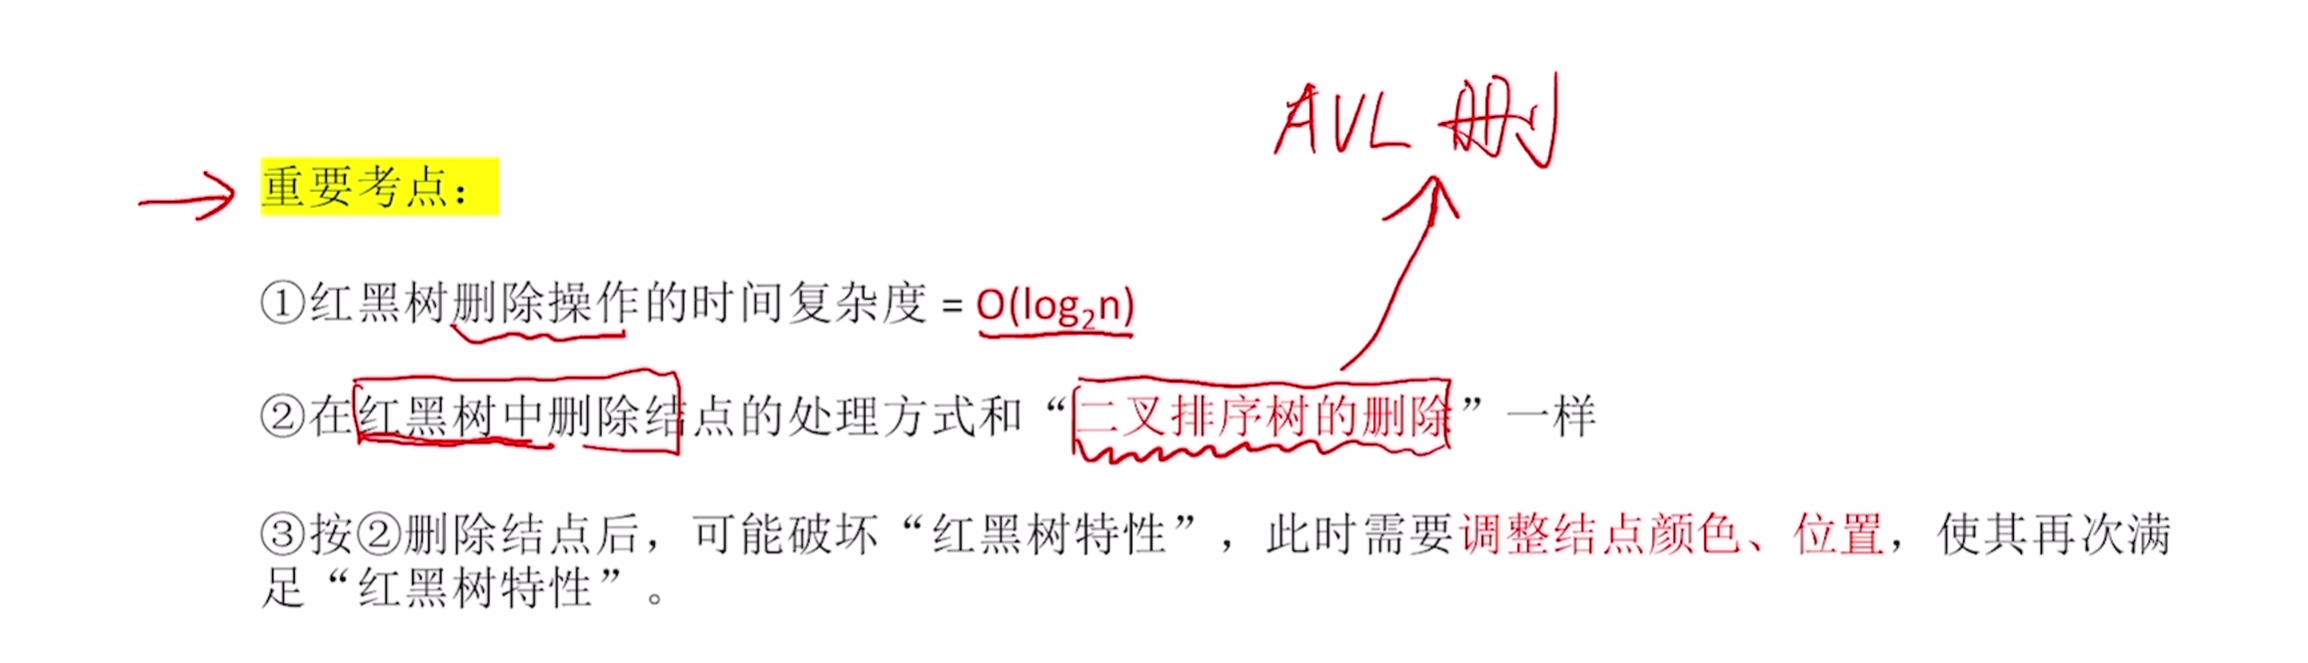 AVL 删
重要考点：
①红黑树删除操作的时间复杂度 = O(log₂n)
②在红黑树中删除结点的处理方式和“二叉排序树的删除”一样
③按②删除结点后，可能破坏“红黑树特性”，此时需要调整结点颜色、位置，使其再次满
足“红黑树特性”。